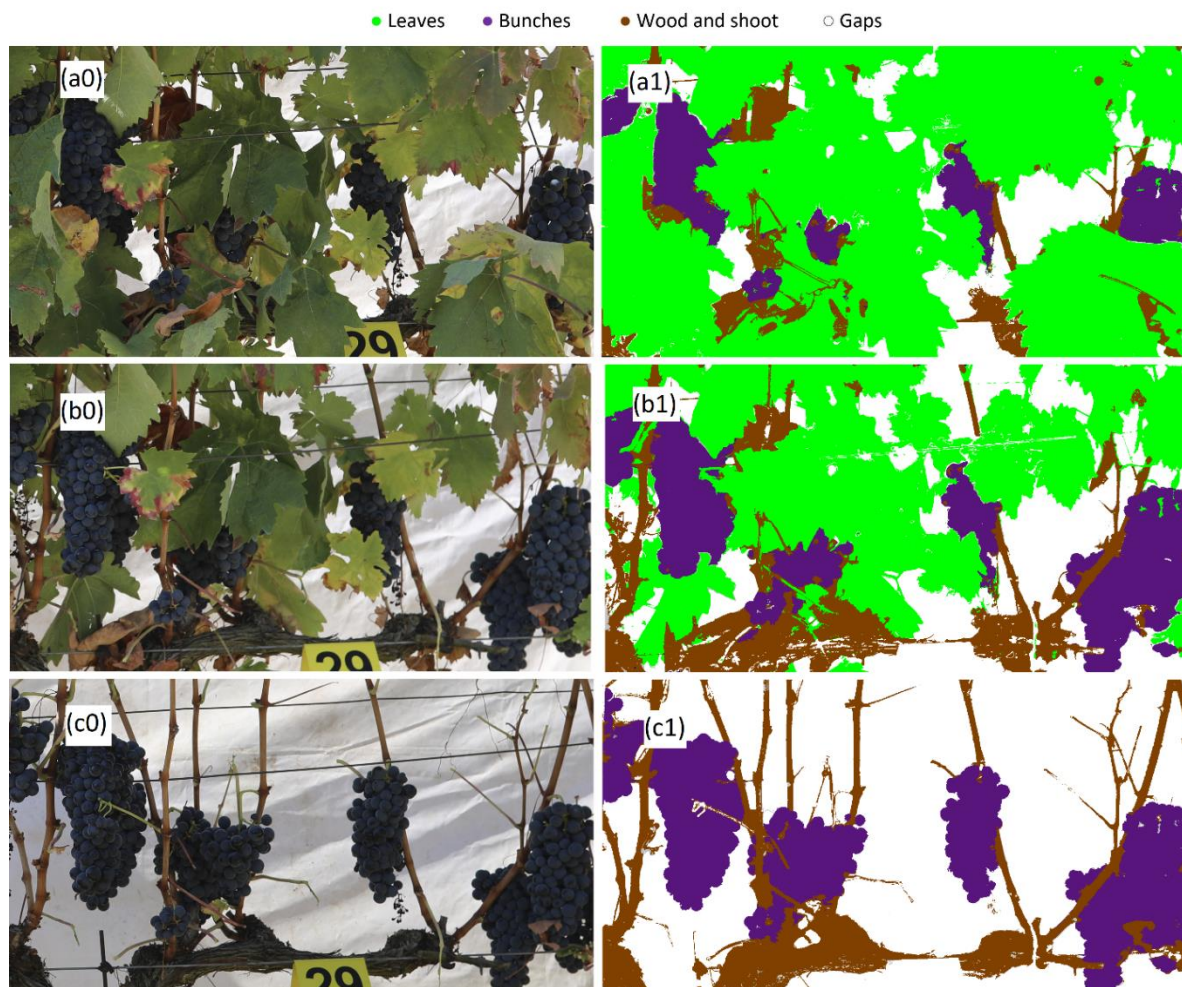 Leaves Bunches Wood and shoot Gaps
(a0) (a1)
29
(b0) (b1)
29
(c0) (c1)
29